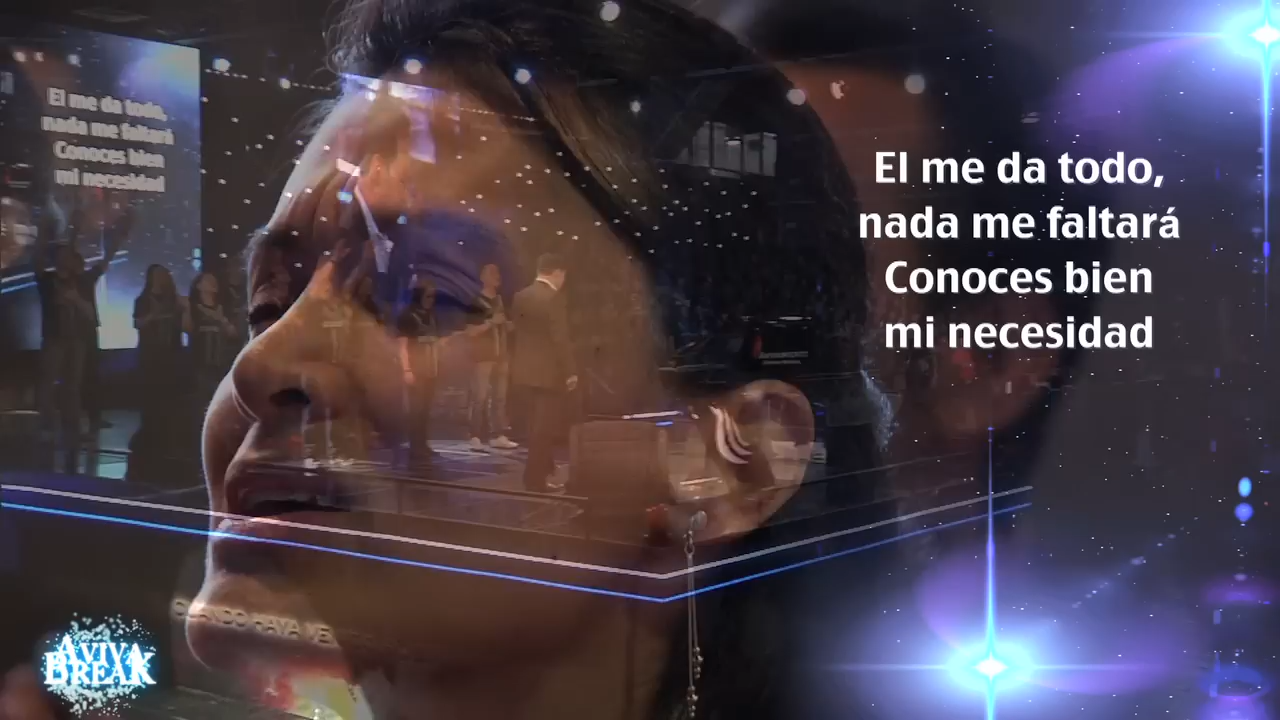 El me da todo,
nada me faltará
Conoces bien
mi necesidad
El me da todo,
nada me faltará
Conoces bien
mi necesidad
AVIVA
BREAK